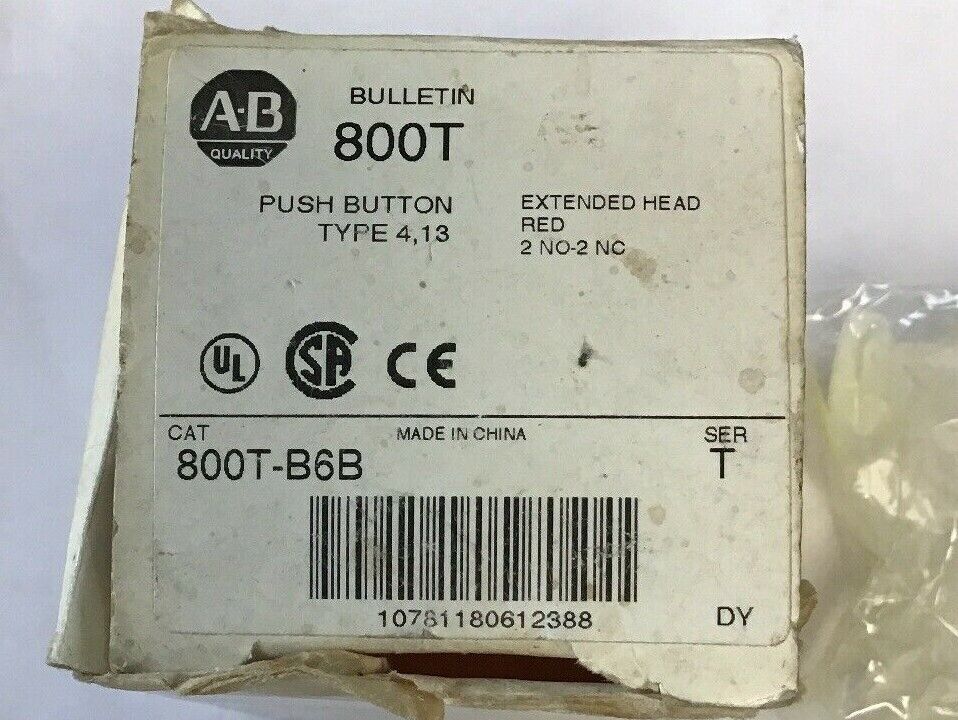 A-B
QUALITY
BULLETIN
800T
PUSH BUTTON
TYPE 4,13
EXTENDED HEAD
RED
2 NO-2 NC
UL
CSA
CE
CAT
MADE IN CHINA
SER
800T-B6B
T
10781180612388
DY